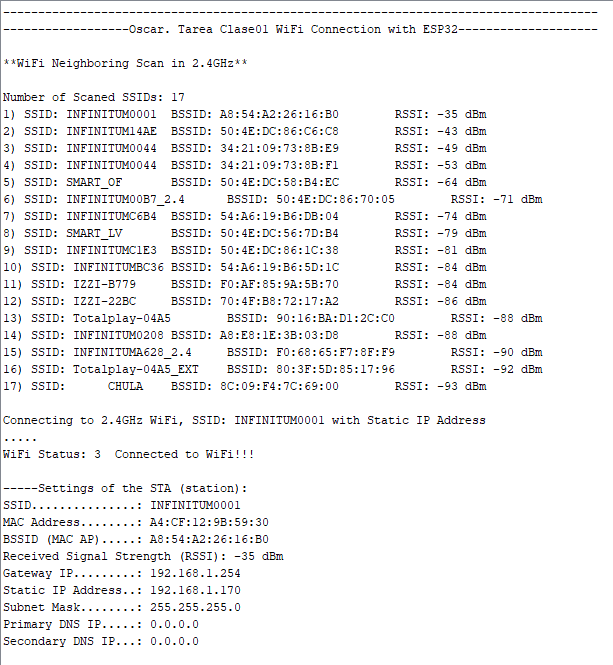 -------------------------------------------------------------------------------------
------------------Oscar. Tarea Clase01 WiFi Connection with ESP32--------------------
**WiFi Neighboring Scan in 2.4GHz**
Number of Scaned SSIDs: 17
1) SSID: INFINITUM0001  BSSID: A8:54:A2:26:16:B0        RSSI: -35 dBm
2) SSID: INFINITUM14AE  BSSID: 50:4E:DC:86:C6:C8        RSSI: -43 dBm
3) SSID: INFINITUM0044  BSSID: 34:21:09:73:8B:E9        RSSI: -49 dBm
4) SSID: INFINITUM0044  BSSID: 34:21:09:73:8B:F1        RSSI: -53 dBm
5) SSID: SMART_OF       BSSID: 50:4E:DC:58:B4:EC        RSSI: -64 dBm
6) SSID: INFINITUM00B7_2.4      BSSID: 50:4E:DC:86:70:05        RSSI: -71 dBm
7) SSID: INFINITUMC6B4  BSSID: 54:A6:19:B6:DB:04        RSSI: -74 dBm
8) SSID: SMART_LV       BSSID: 50:4E:DC:56:7D:B4        RSSI: -79 dBm
9) SSID: INFINITUMC1E3  BSSID: 50:4E:DC:86:1C:38        RSSI: -81 dBm
10) SSID: INFINITUMBC36 BSSID: 54:A6:19:B6:5D:1C        RSSI: -84 dBm
11) SSID: IZZI-B779     BSSID: F0:AF:85:9A:5B:70        RSSI: -84 dBm
12) SSID: IZZI-22BC     BSSID: 70:4F:B8:72:17:A2        RSSI: -86 dBm
13) SSID: Totalplay-04A5        BSSID: 90:16:BA:D1:2C:C0        RSSI: -88 dBm
14) SSID: INFINITUM0208 BSSID: A8:E8:1E:3B:03:D8        RSSI: -88 dBm
15) SSID: INFINITUMA628_2.4     BSSID: F0:68:65:F7:8F:F9        RSSI: -90 dBm
16) SSID: Totalplay-04A5_EXT    BSSID: 80:3F:5D:85:17:96        RSSI: -92 dBm
17) SSID:      CHULA    BSSID: 8C:09:F4:7C:69:00        RSSI: -93 dBm
Connecting to 2.4GHz WiFi, SSID: INFINITUM0001 with Static IP Address
.....
WiFi Status: 3  Connected to WiFi!!!
-----Settings of the STA (station):
SSID...............: INFINITUM0001
MAC Address........: A4:CF:12:9B:59:30
BSSID (MAC AP).....: A8:54:A2:26:16:B0
Received Signal Strength (RSSI): -35 dBm
Gateway IP.........: 192.168.1.254
Static IP Address..: 192.168.1.170
Subnet Mask........: 255.255.255.0
Primary DNS IP.....: 0.0.0.0
Secondary DNS IP...: 0.0.0.0